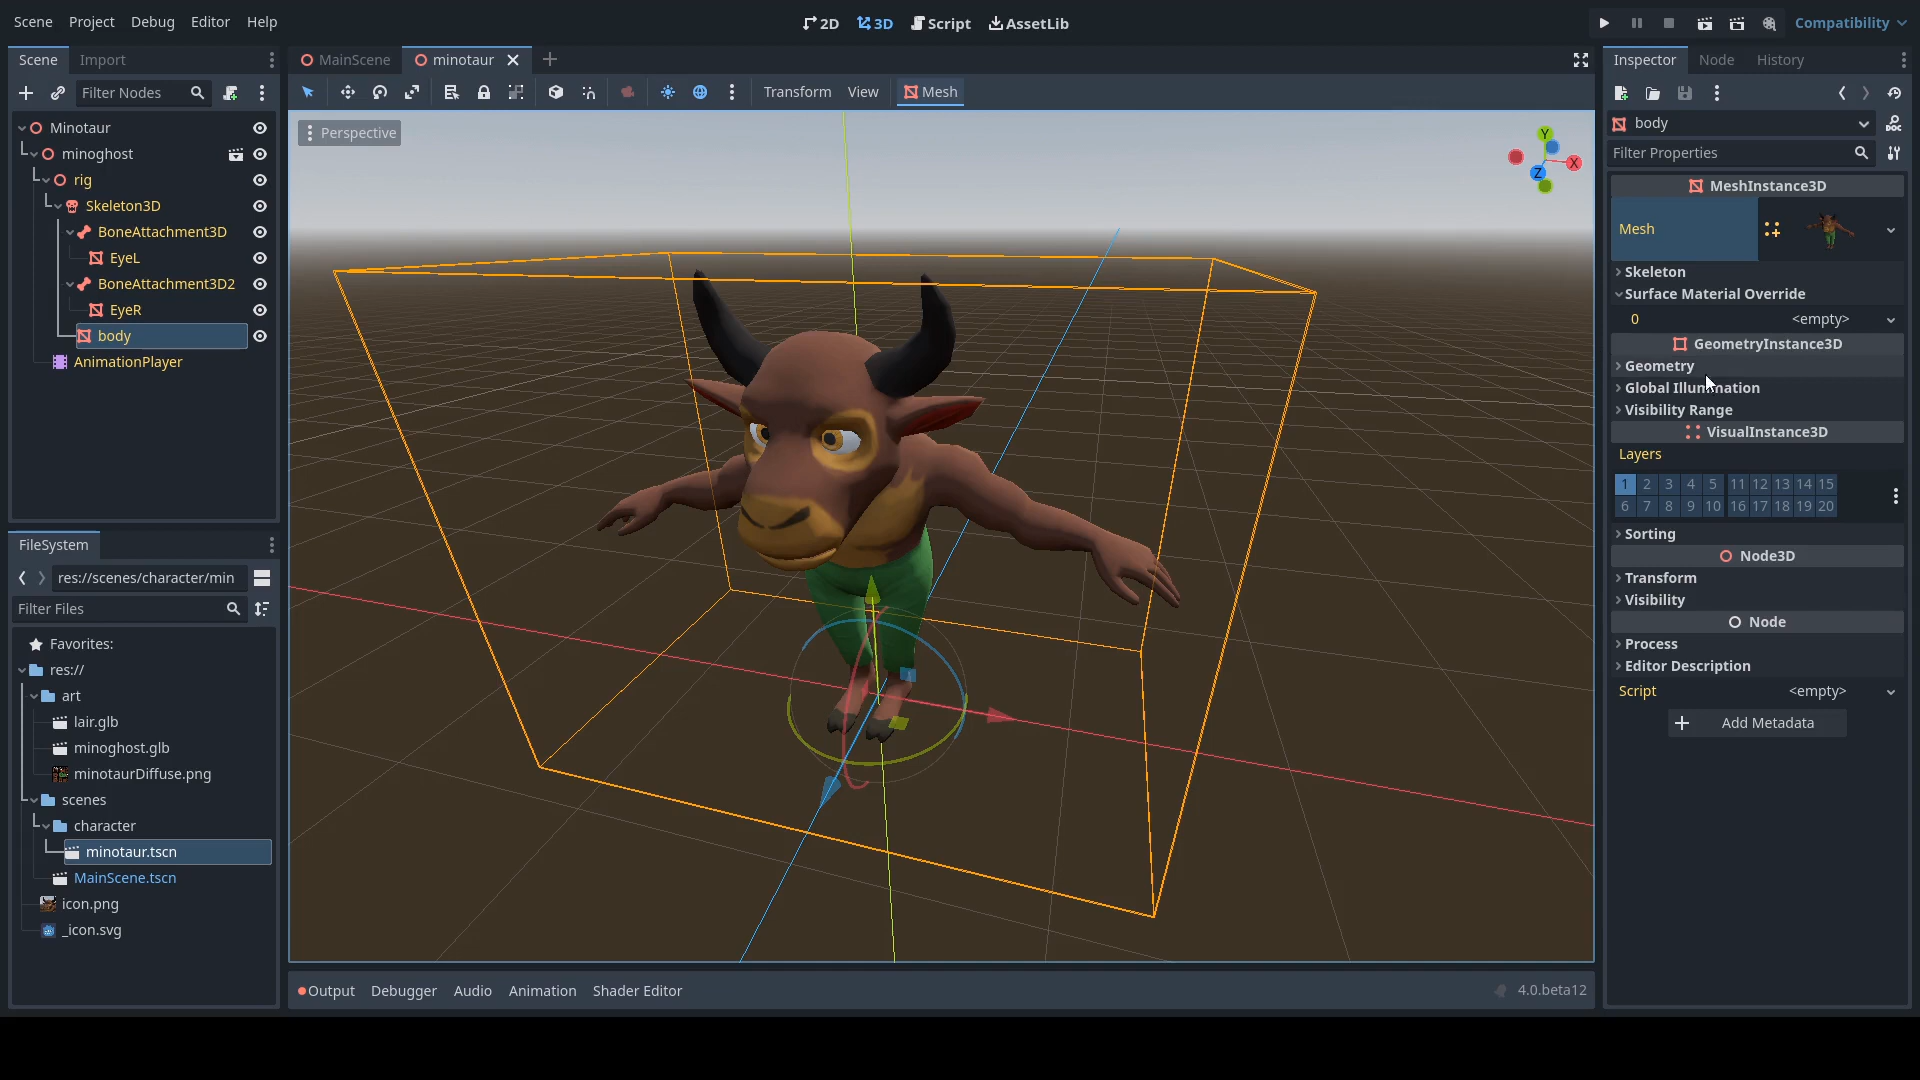 Scene Project Debug Editor Help
2D 3D Script AssetLib
Compatibility
Scene Import
Filter Nodes
Minotaur
minoghost
rig
Skeleton3D
BoneAttachment3D
EyeL
BoneAttachment3D2
EyeR
body
AnimationPlayer
FileSystem
res://scenes/character/min
Filter Files
Favorites:
res://
art
lair.glb
minoghost.glb
minotaurDiffuse.png
scenes
character
minotaur.tscn
MainScene.tscn
icon.png
_icon.svg
MainScene minotaur
Transform View Mesh
Perspective
Y
X
Z
Output Debugger Audio Animation Shader Editor
4.0.beta12
Inspector Node History
body
Filter Properties
MeshInstance3D
Mesh
Skeleton
Surface Material Override
0 <empty>
GeometryInstance3D
Geometry
Global Illumination
Visibility Range
VisualInstance3D
Layers
1 2 3 4 5 11 12 13 14 15
6 7 8 9 10 16 17 18 19 20
Sorting
Node3D
Transform
Visibility
Node
Process
Editor Description
Script <empty>
Add Metadata